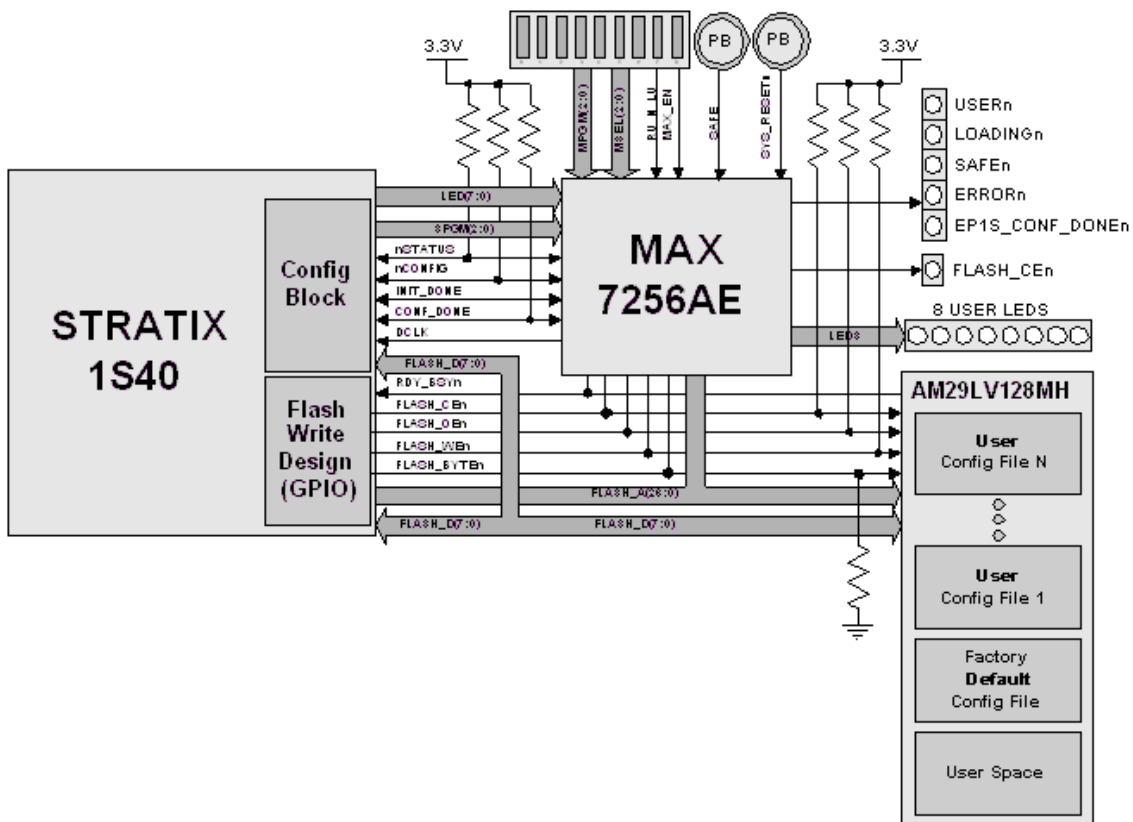 3.3V
PB
PB
3.3V
MPGM(2:0)
MSEL(2:0)
MAX_EN
SAFE
SYS_RESETn
USERn
LOADINGn
SAFEn
ERRORn
EP1S_CONF_DONEn
FLASH_CEn
8 USER LEDS
LEDS
STRATIX
1S40
Config
Block
Flash
Write
Design
(GPIO)
LED(7:0)
SPGM(2:0)
nSTATUS
nCONFIG
INIT_DONE
CONF_DONE
DCLK
MAX
7256AE
FLASH_D(7:0)
RDY_BSYn
FLASH_CEn
FLASH_OEn
FLASH_WEn
FLASH_BYTEn
FLASH_A(26:0)
FLASH_D(7:0)
FLASH_D(7:0)
AM29LV128MH
User
Config File N
User
Config File 1
Factory
Default
Config File
User Space